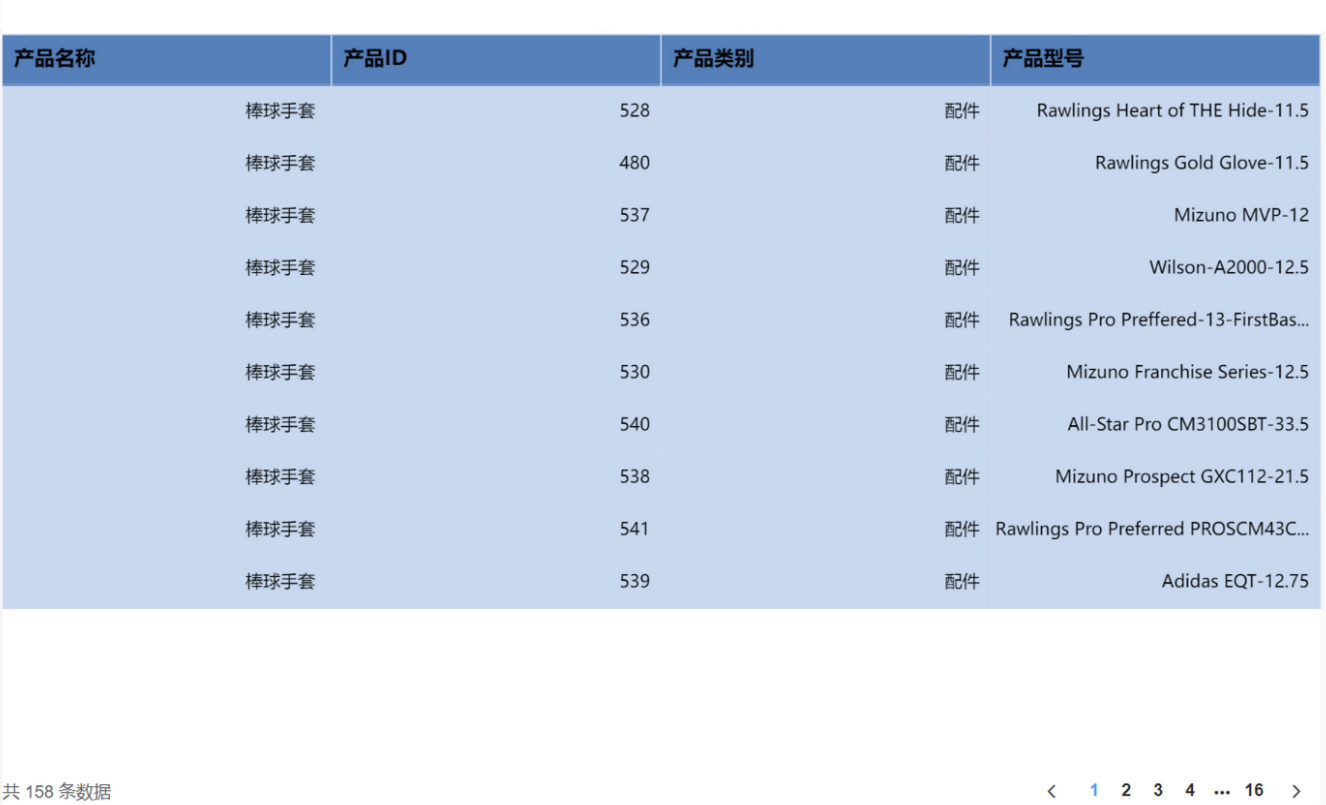 产品名称 产品ID 产品类别 产品型号
棒球手套 528 配件 Rawlings Heart of THE Hide-11.5
棒球手套 480 配件 Rawlings Gold Glove-11.5
棒球手套 537 配件 Mizuno MVP-12
棒球手套 529 配件 Wilson-A2000-12.5
棒球手套 536 配件 Rawlings Pro Preffered-13-FirstBas...
棒球手套 530 配件 Mizuno Franchise Series-12.5
棒球手套 540 配件 All-Star Pro CM3100SBT-33.5
棒球手套 538 配件 Mizuno Prospect GXC112-21.5
棒球手套 541 配件 Rawlings Pro Preferred PROSCM43C...
棒球手套 539 配件 Adidas EQT-12.75
共 158 条数据 < 1 2 3 4 ... 16 >